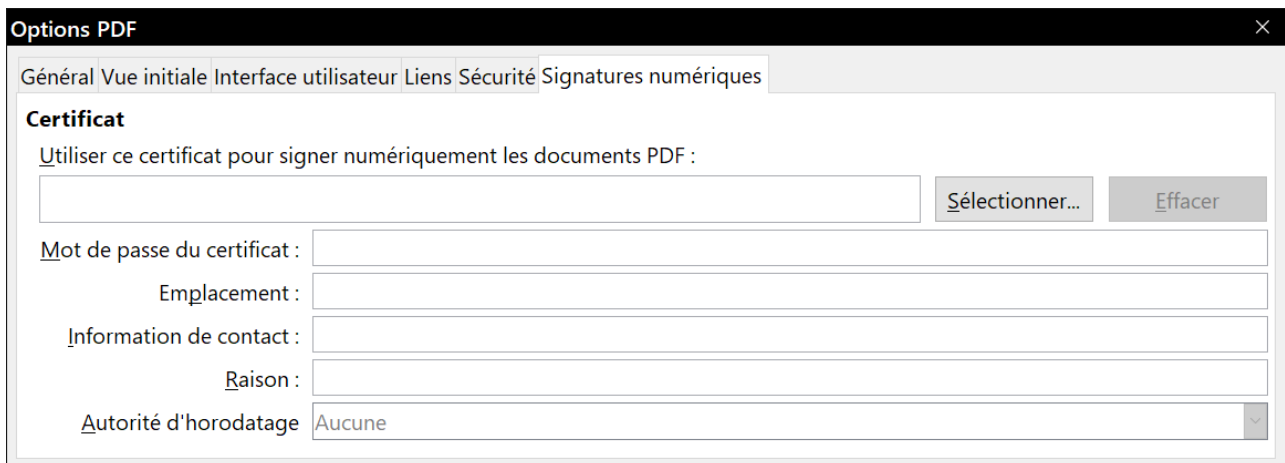 Options PDF
Général Vue initiale Interface utilisateur Liens Sécurité Signatures numériques
Certificat
Utiliser ce certificat pour signer numériquement les documents PDF :
Sélectionner... Effacer
Mot de passe du certificat :
Emplacement :
Information de contact :
Raison :
Autorité d'horodatage Aucune